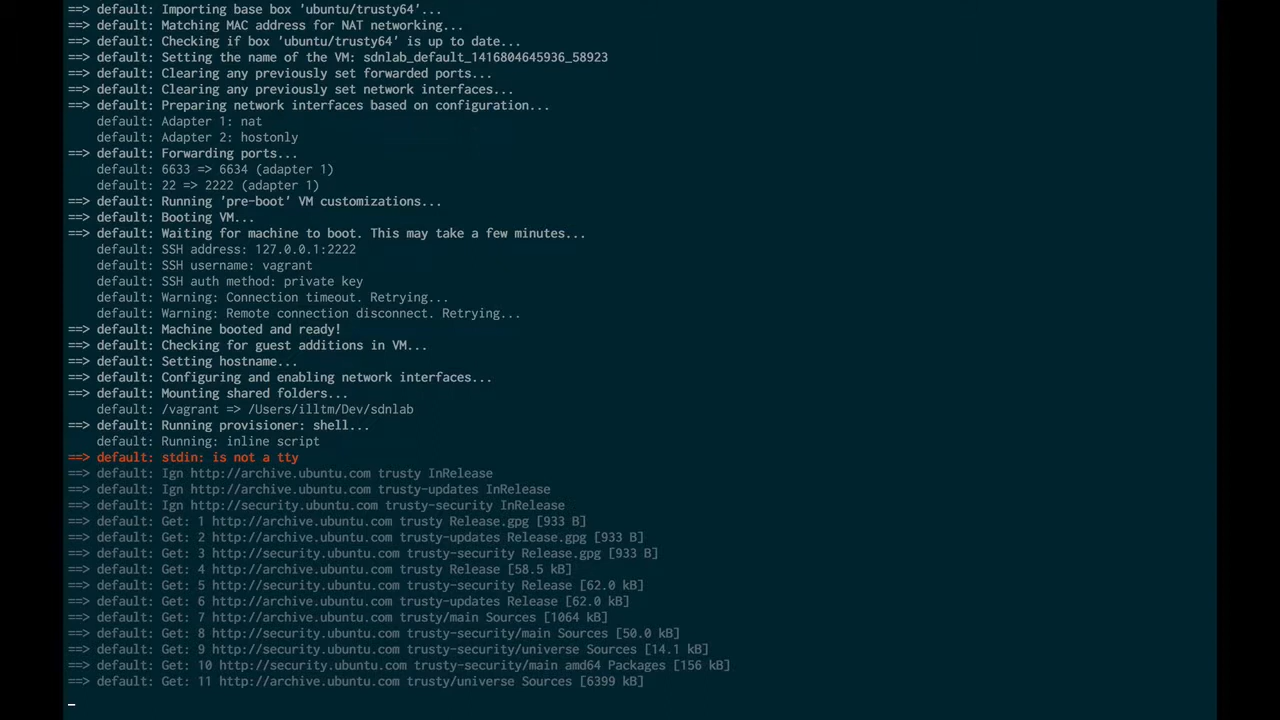 ==> default: Importing base box 'ubuntu/trusty64'...
==> default: Matching MAC address for NAT networking...
==> default: Checking if box 'ubuntu/trusty64' is up to date...
==> default: Setting the name of the VM: sdnlab_default_1416804645936_58923
==> default: Clearing any previously set forwarded ports...
==> default: Clearing any previously set network interfaces...
==> default: Preparing network interfaces based on configuration...
    default: Adapter 1: nat
    default: Adapter 2: hostonly
==> default: Forwarding ports...
    default: 6633 => 6634 (adapter 1)
    default: 22 => 2222 (adapter 1)
==> default: Running 'pre-boot' VM customizations...
==> default: Booting VM...
==> default: Waiting for machine to boot. This may take a few minutes...
    default: SSH address: 127.0.0.1:2222
    default: SSH username: vagrant
    default: SSH auth method: private key
    default: Warning: Connection timeout. Retrying...
    default: Warning: Remote connection disconnect. Retrying...
==> default: Machine booted and ready!
==> default: Checking for guest additions in VM...
==> default: Setting hostname...
==> default: Configuring and enabling network interfaces...
==> default: Mounting shared folders...
    default: /vagrant => /Users/illtm/Dev/sdnlab
==> default: Running provisioner: shell...
    default: Running: inline script
==> default: stdin: is not a tty
==> default: Ign http://archive.ubuntu.com trusty InRelease
==> default: Ign http://archive.ubuntu.com trusty-updates InRelease
==> default: Ign http://security.ubuntu.com trusty-security InRelease
==> default: Get: 1 http://archive.ubuntu.com trusty Release.gpg [933 B]
==> default: Get: 2 http://archive.ubuntu.com trusty-updates Release.gpg [933 B]
==> default: Get: 3 http://security.ubuntu.com trusty-security Release.gpg [933 B]
==> default: Get: 4 http://archive.ubuntu.com trusty Release [58.5 kB]
==> default: Get: 5 http://security.ubuntu.com trusty-security Release [62.0 kB]
==> default: Get: 6 http://archive.ubuntu.com trusty-updates Release [62.0 kB]
==> default: Get: 7 http://archive.ubuntu.com trusty/main Sources [1064 kB]
==> default: Get: 8 http://security.ubuntu.com trusty-security/main Sources [50.0 kB]
==> default: Get: 9 http://security.ubuntu.com trusty-security/universe Sources [14.1 kB]
==> default: Get: 10 http://security.ubuntu.com trusty-security/main amd64 Packages [156 kB]
==> default: Get: 11 http://archive.ubuntu.com trusty/universe Sources [6399 kB]